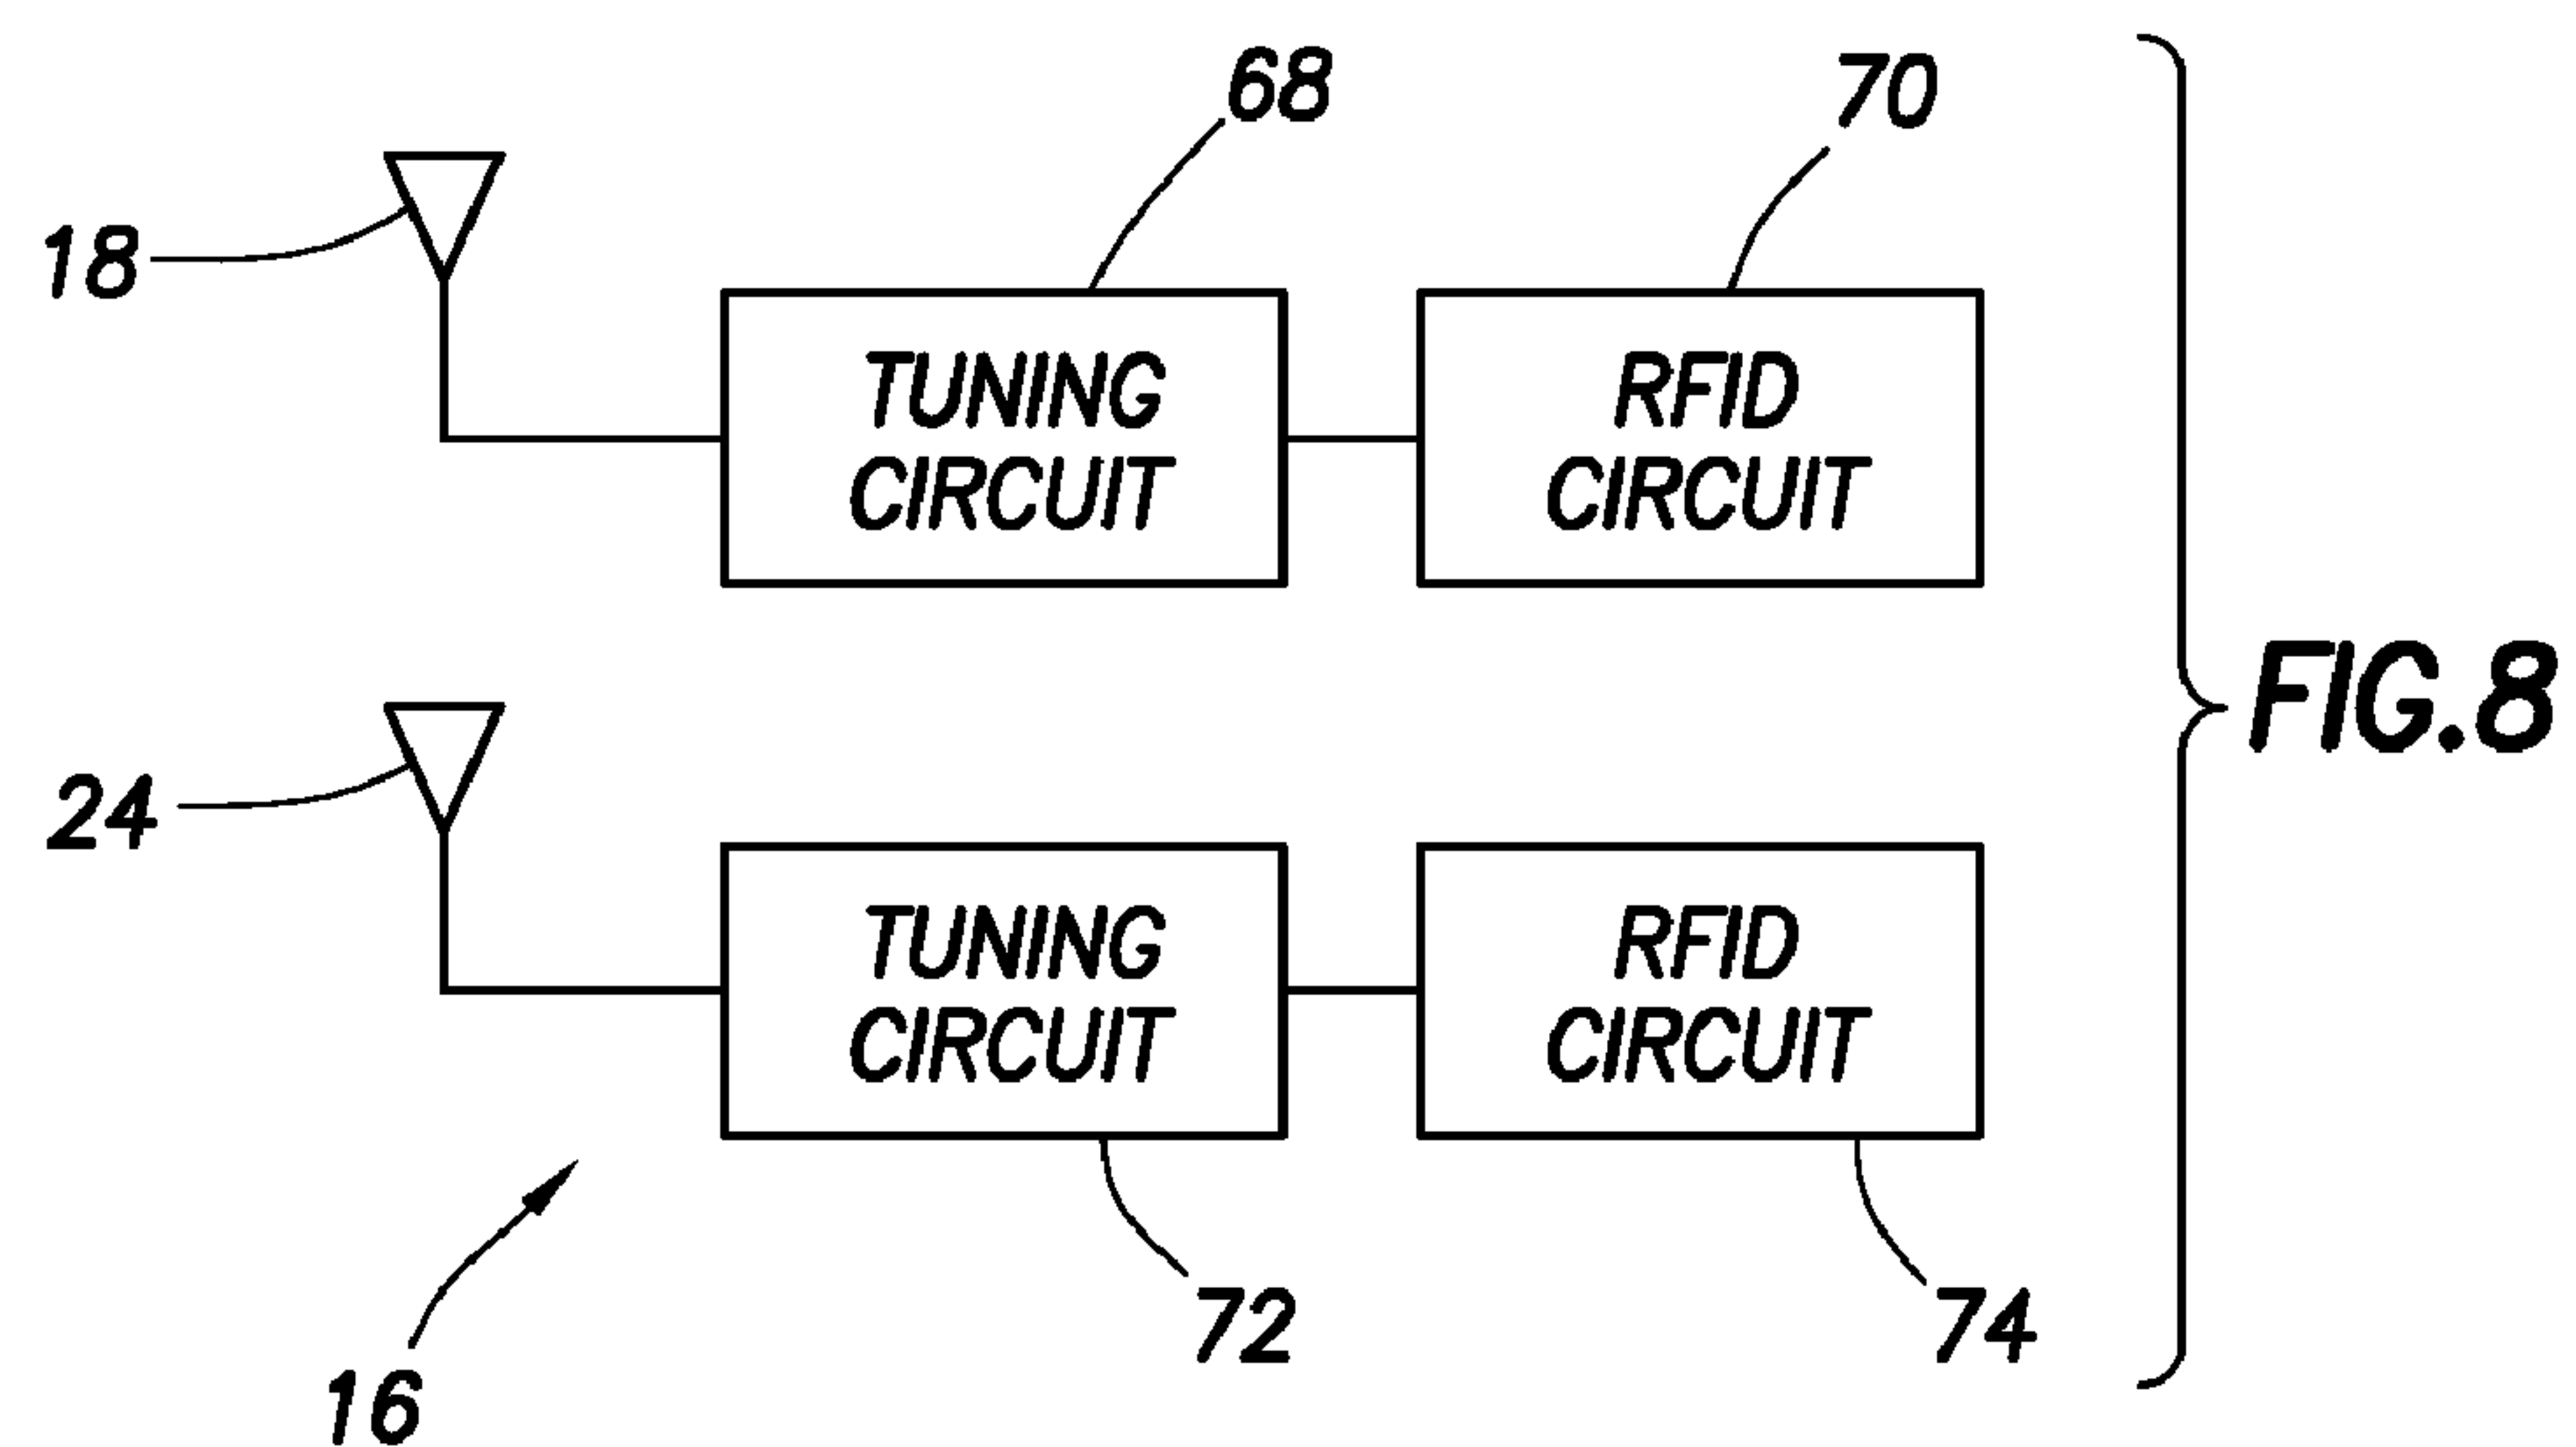 68
70
18
TUNING
CIRCUIT
RFID
CIRCUIT
FIG.8
24
TUNING
CIRCUIT
RFID
CIRCUIT
72
74
16